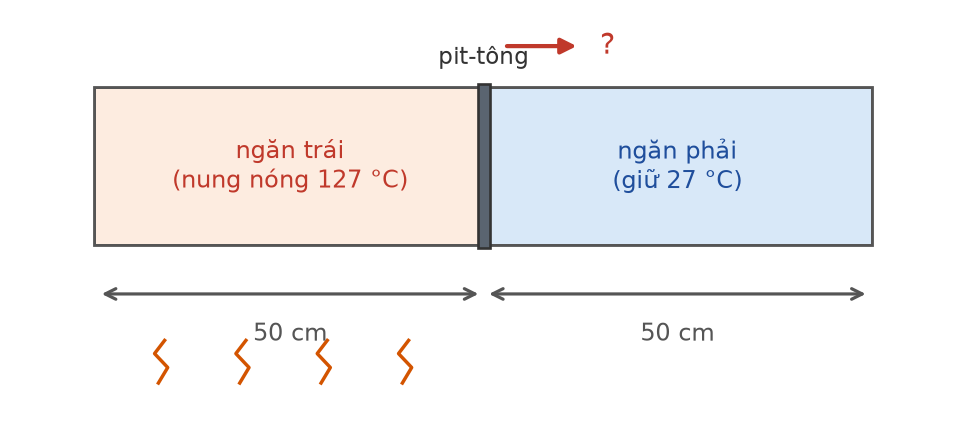 pit-tông
?
ngăn trái
(nung nóng 127 °C)
ngăn phải
(giữ 27 °C)
50 cm
50 cm